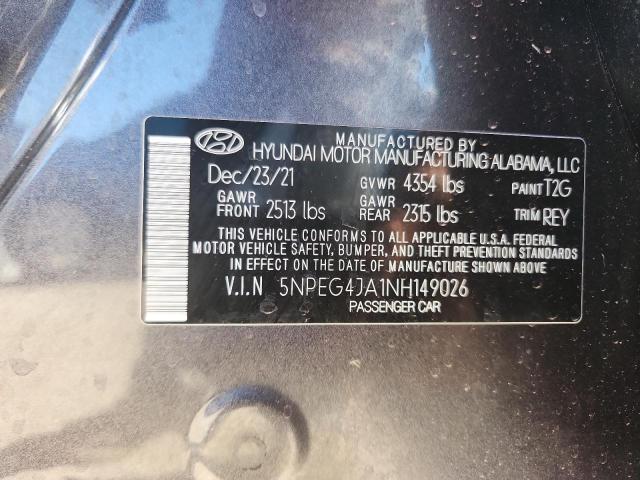 MANUFACTURED BY
HYUNDAI MOTOR MANUFACTURING ALABAMA, LLC
Dec/23/21 GVWR 4354 lbs PAINT T2G
GAWR FRONT 2513 lbs GAWR REAR 2315 lbs TRIM REY
THIS VEHICLE CONFORMS TO ALL APPLICABLE U.S.A. FEDERAL
MOTOR VEHICLE SAFETY, BUMPER, AND THEFT PREVENTION STANDARDS
IN EFFECT ON THE DATE OF MANUFACTURE SHOWN ABOVE
V.I.N 5NPEG4JA1NH149026
PASSENGER CAR